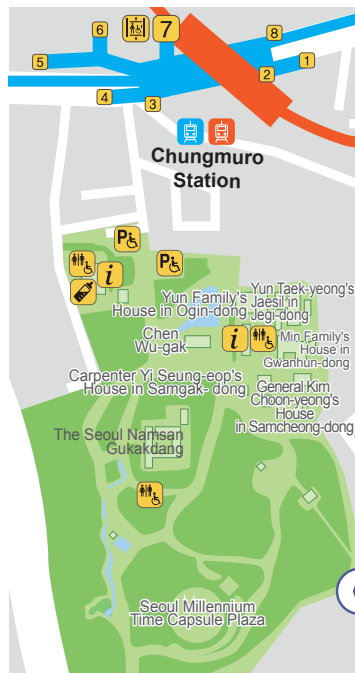 6
7
8
5
1
2
4
3
Chungmuro
Station
P
P
i
Yun Family's
House in Ogin-dong
Yun Taek-yeong's
Jaesil in
Jegi-dong
Chen
Wu-gak
i
Min Family's
House in
Gwanhun-dong
Carpenter Yi Seung-eop's
House in Samgak- dong
General Kim
Choon-yeong's
House
in Samcheong-dong
The Seoul Namsan
Gukakdang
Seoul Millennium
Time Capsule Plaza